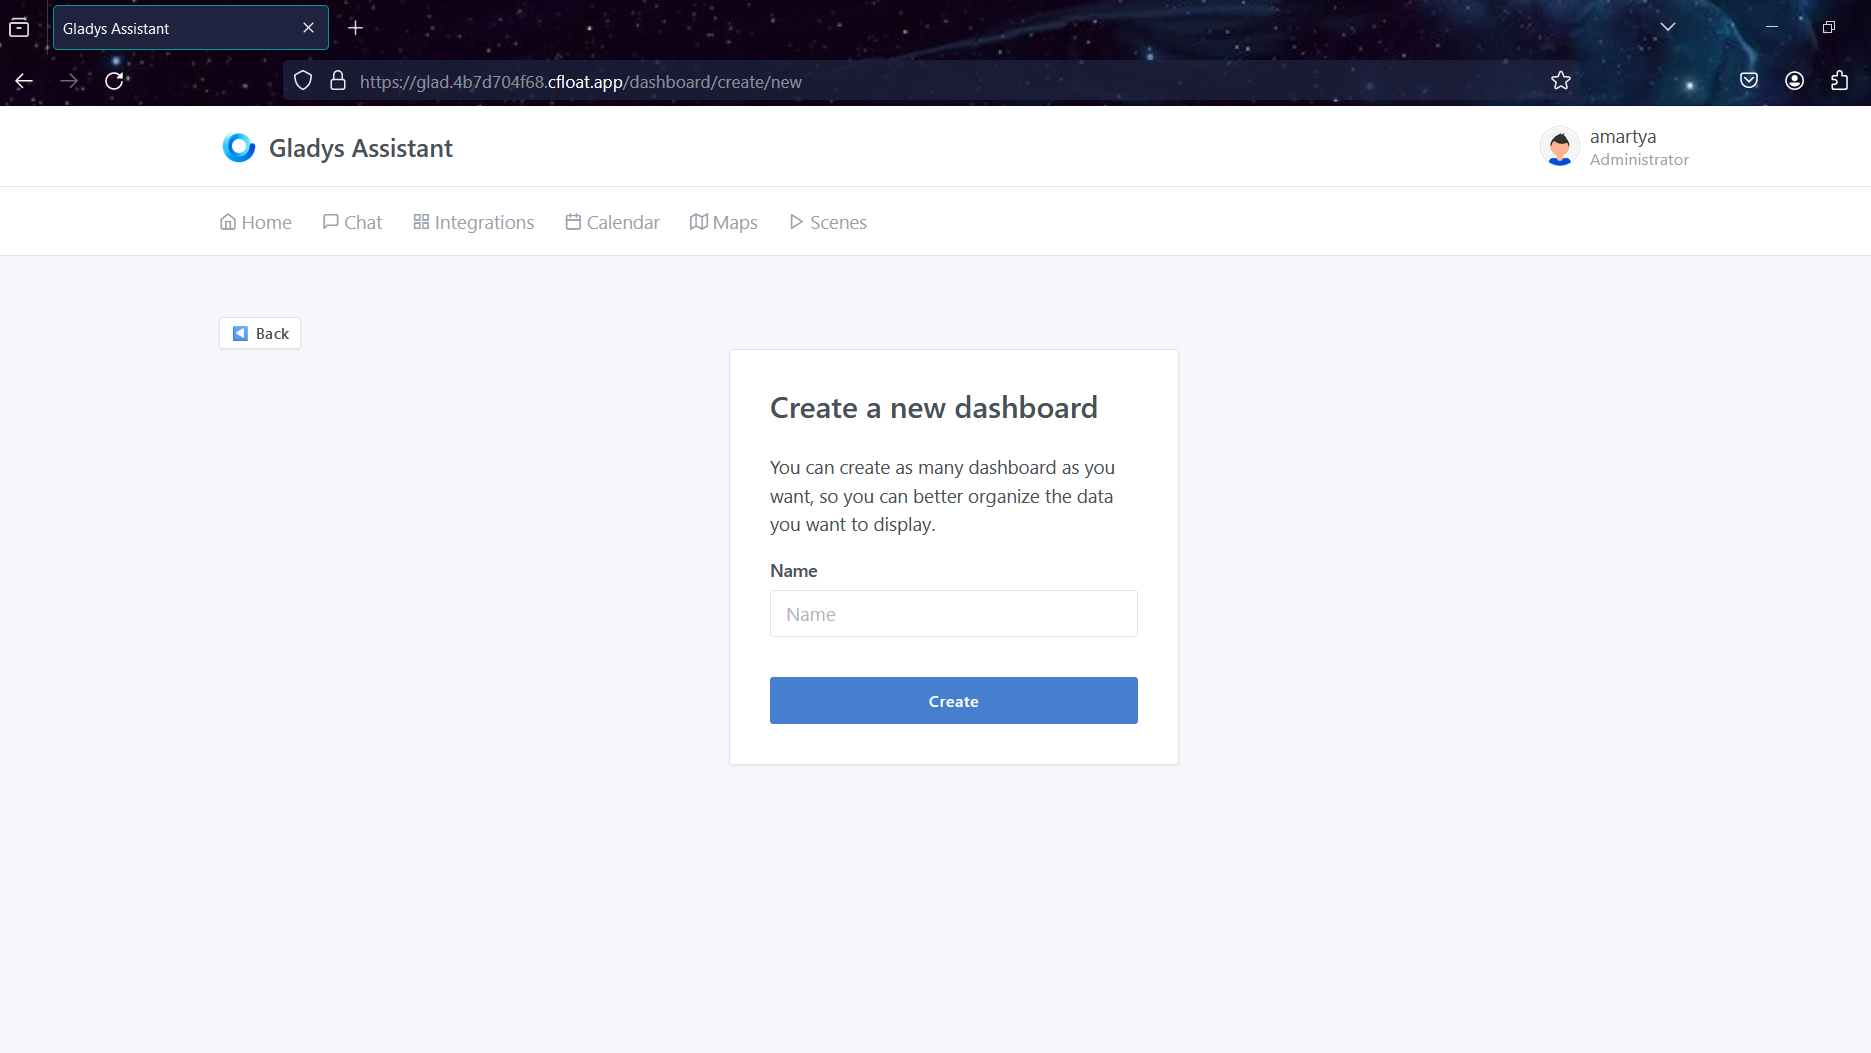 Gladys Assistant
https://glad.4b7d704f68.cfloat.app/dashboard/create/new
Gladys Assistant
amartya
Administrator
Home Chat Integrations Calendar Maps Scenes
Back
Create a new dashboard
You can create as many dashboard as you
want, so you can better organize the data
you want to display.
Name
Name
Create